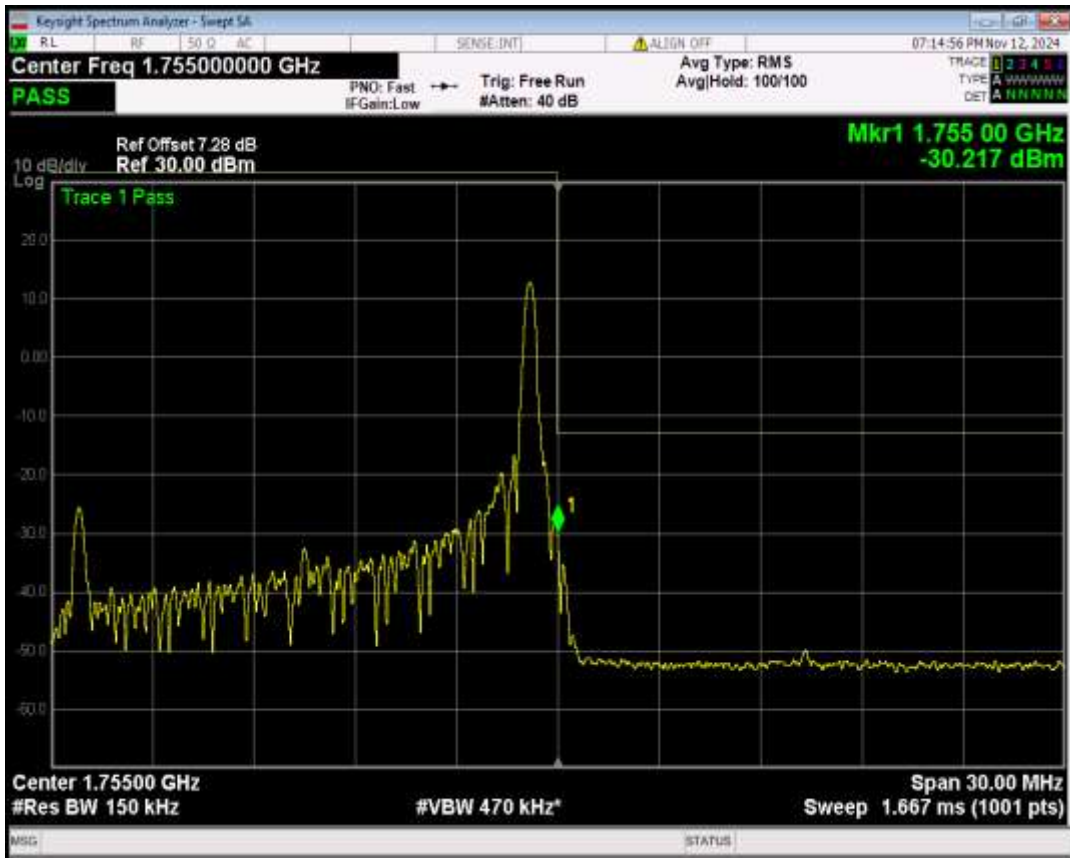 Keysight Spectrum Analyzer - Swept SA
RL RF 50 Ω AC SENSE:INT ALIGN OFF 07:14:56 PM Nov 12, 2024
Center Freq 1.755000000 GHz
PASS
PNO: Fast
IFGain:Low
Trig: Free Run
#Atten: 40 dB
Avg Type: RMS
Avg|Hold: 100/100
TRACE 1 2 3 4 5 6
TYPE A WWWWW
DET A N N N N N
Mkr1 1.755 00 GHz
-30.217 dBm
Ref Offset 7.28 dB
10 dB/div Ref 30.00 dBm
Log
Trace 1 Pass
20.0
10.0
0.00
-10.0
-20.0
1
-30.0
-40.0
-50.0
-60.0
Center 1.75500 GHz Span 30.00 MHz
#Res BW 150 kHz #VBW 470 kHz* Sweep 1.667 ms (1001 pts)
MSG STATUS